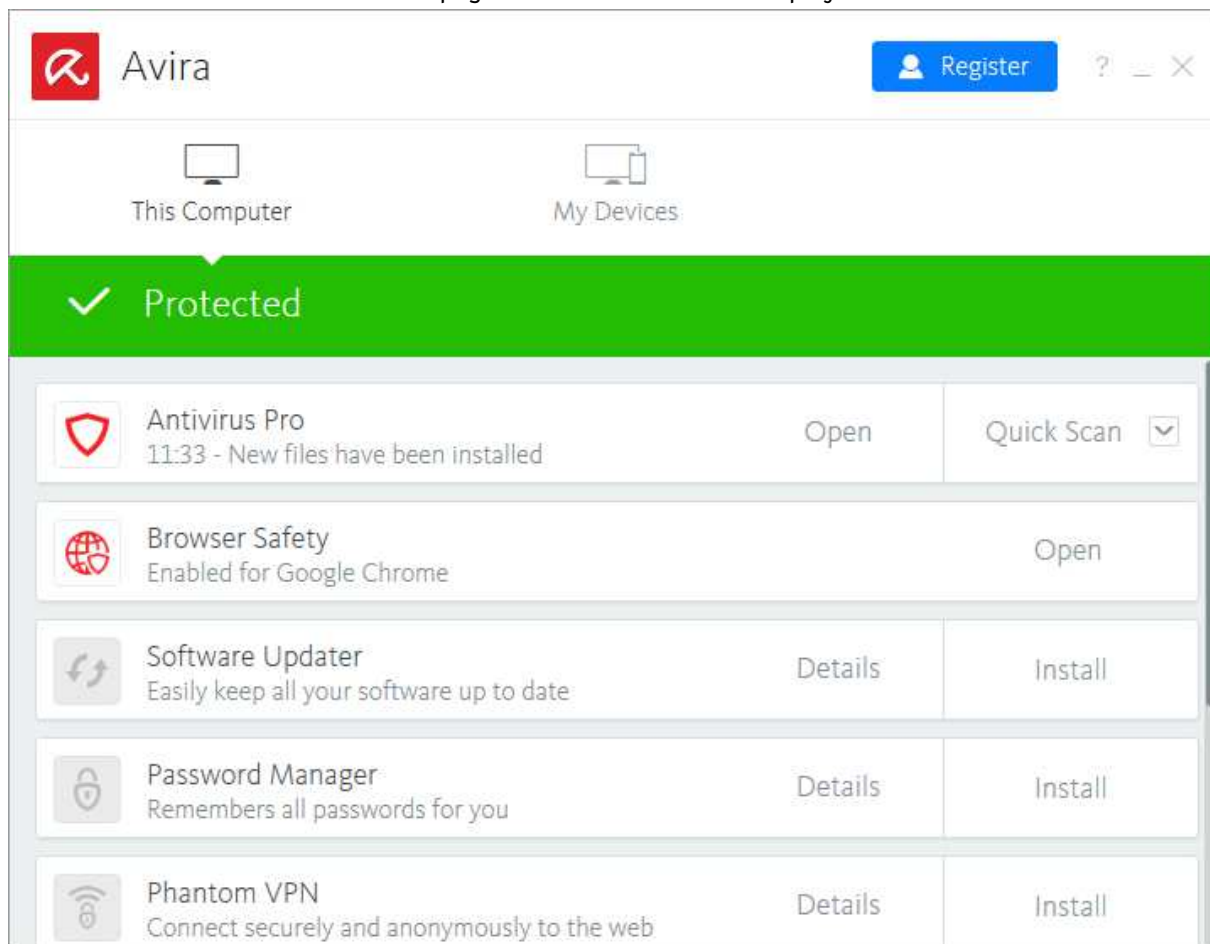 Avira
Register ?
This Computer
My Devices
Protected
Antivirus Pro
11:33 - New files have been installed
Open
Quick Scan
Browser Safety
Enabled for Google Chrome
Open
Software Updater
Easily keep all your software up to date
Details
Install
Password Manager
Remembers all passwords for you
Details
Install
Phantom VPN
Connect securely and anonymously to the web
Details
Install